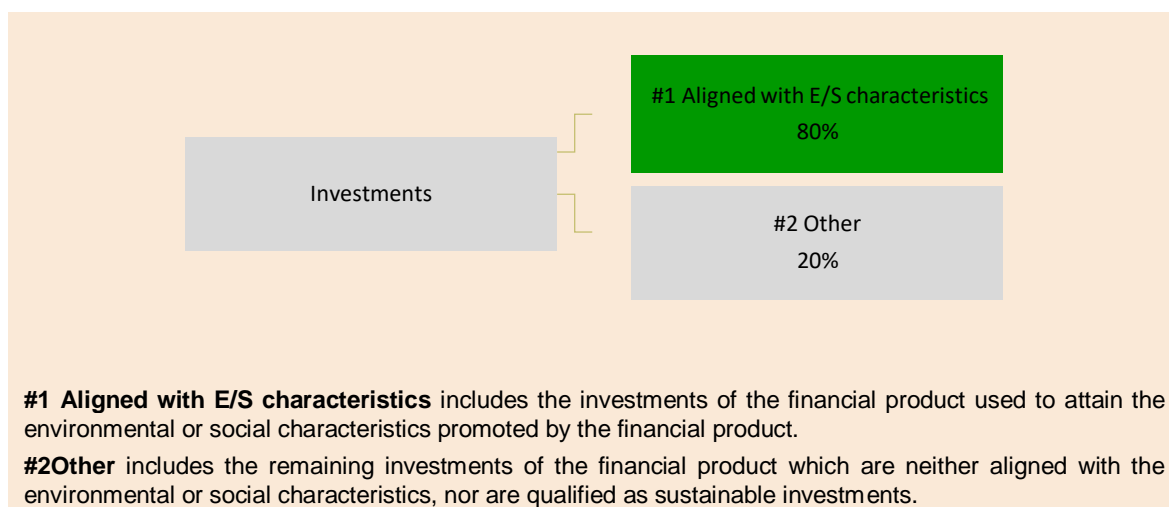 #1 Aligned with E/S characteristics
80%
Investments
#2 Other
20%
#1 Aligned with E/S characteristics includes the investments of the financial product used to attain the
environmental or social characteristics promoted by the financial product.
#2Other includes the remaining investments of the financial product which are neither aligned with the
environmental or social characteristics, nor are qualified as sustainable investments.